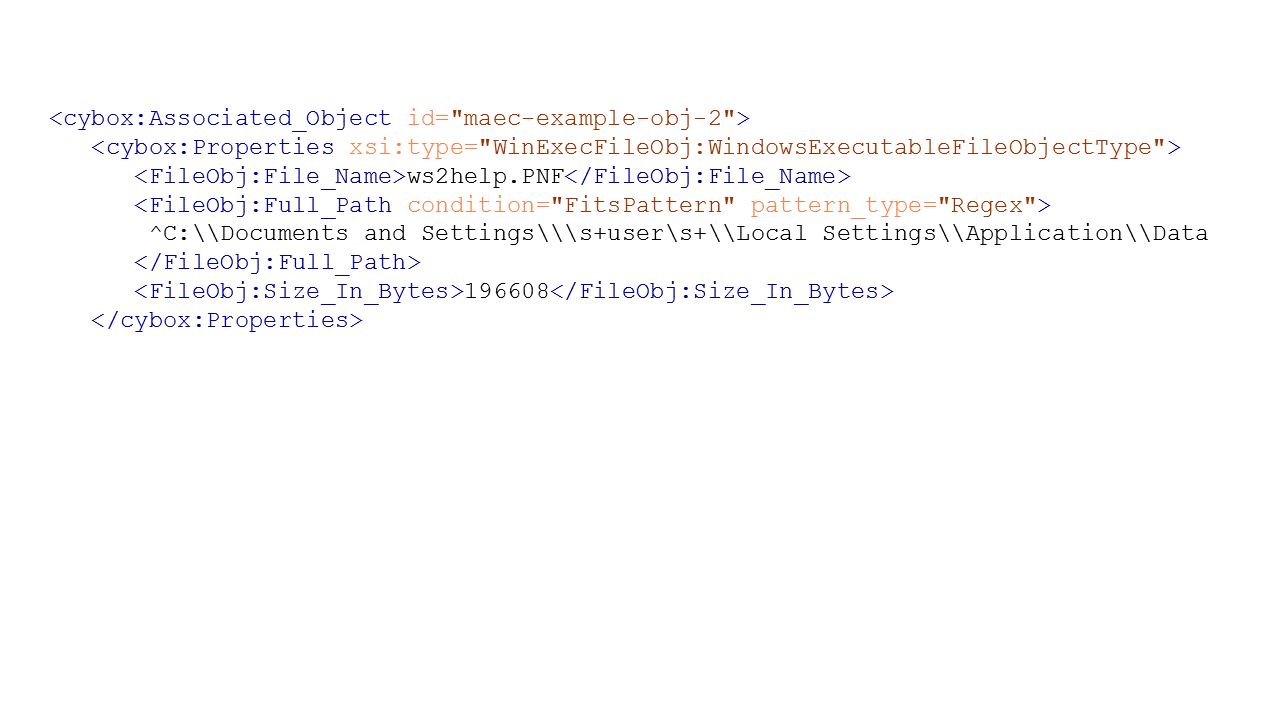 <cybox:Associated_Object id="maec-example-obj-2">
<cybox:Properties xsi:type="WinExecFileObj:WindowsExecutableFileObjectType">
<FileObj:File_Name>ws2help.PNF</FileObj:File_Name>
<FileObj:Full_Path condition="FitsPattern" pattern_type="Regex">
^C:\\Documents and Settings\\\s+user\s+\\Local Settings\\Application\\Data
</FileObj:Full_Path>
<FileObj:Size_In_Bytes>196608</FileObj:Size_In_Bytes>
</cybox:Properties>